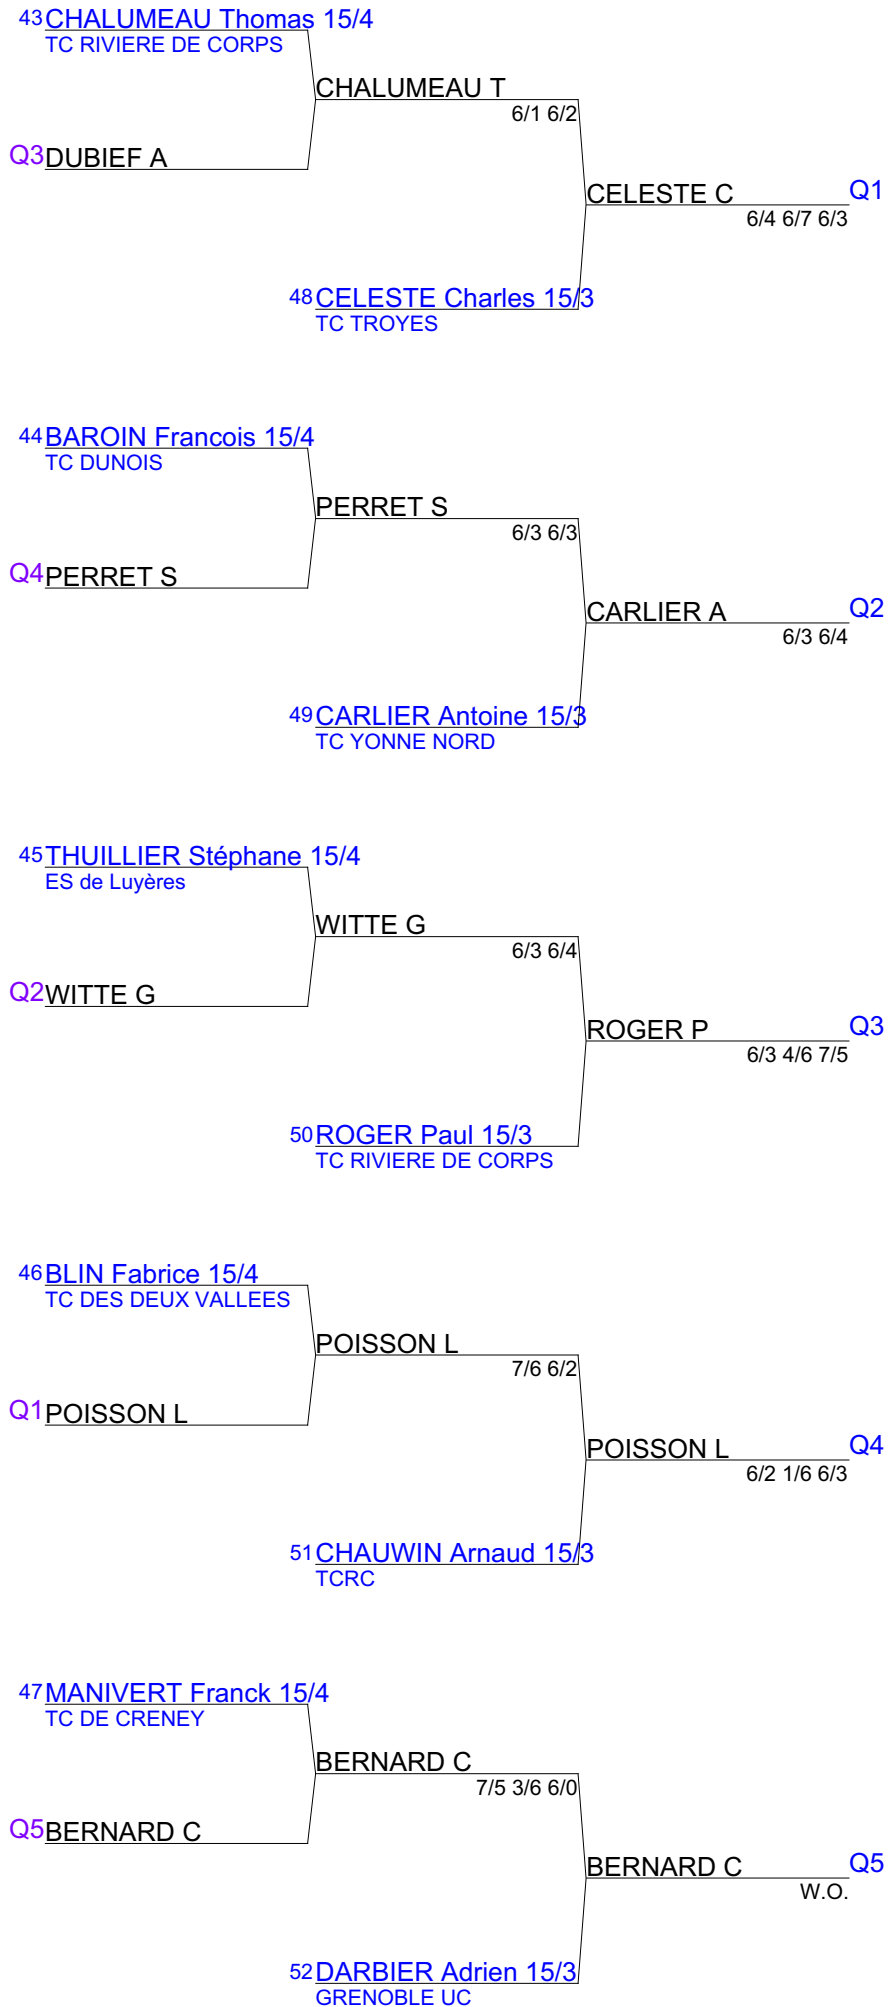 43 CHALUMEAU Thomas 15/4
TC RIVIERE DE CORPS
CHALUMEAU T
6/1 6/2
Q3 DUBIEF A
CELESTE C Q1
6/4 6/7 6/3
48 CELESTE Charles 15/3
TC TROYES
44 BAROIN Francois 15/4
TC DUNOIS
PERRET S
6/3 6/3
Q4 PERRET S
CARLIER A Q2
6/3 6/4
49 CARLIER Antoine 15/3
TC YONNE NORD
45 THUILLIER Stéphane 15/4
ES de Luyères
WITTE G
6/3 6/4
Q2 WITTE G
ROGER P Q3
6/3 4/6 7/5
50 ROGER Paul 15/3
TC RIVIERE DE CORPS
46 BLIN Fabrice 15/4
TC DES DEUX VALLEES
POISSON L
7/6 6/2
Q1 POISSON L
POISSON L Q4
6/2 1/6 6/3
51 CHAUWIN Arnaud 15/3
TCRC
47 MANIVERT Franck 15/4
TC DE CRENEY
BERNARD C
7/5 3/6 6/0
Q5 BERNARD C
BERNARD C Q5
W.O.
52 DARBIER Adrien 15/3
GRENOBLE UC